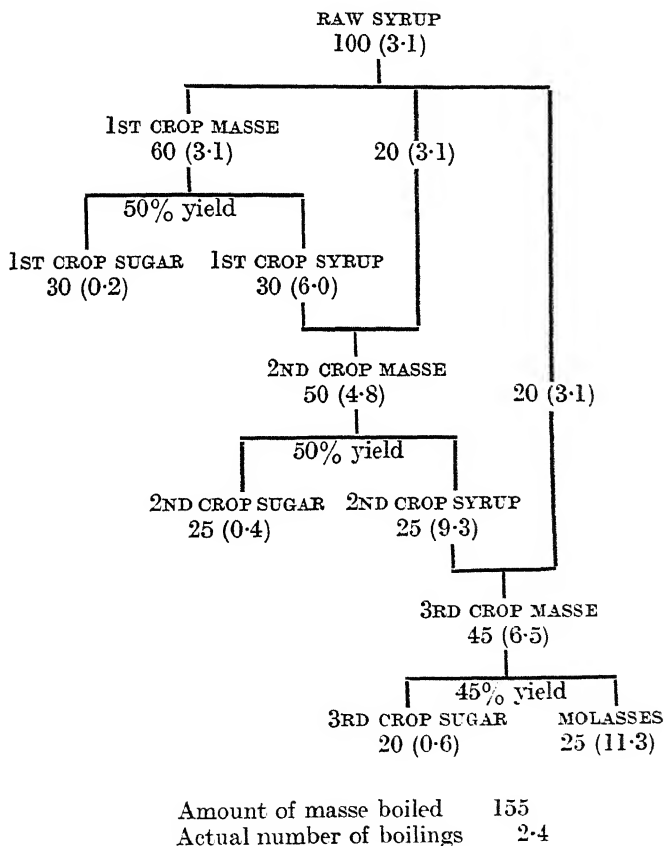 RAW SYRUP
100 (3·1)
1ST CROP MASSE
60 (3·1)
20 (3·1)
50% yield
1ST CROP SUGAR
30 (0·2)
1ST CROP SYRUP
30 (6·0)
2ND CROP MASSE
50 (4·8)
20 (3·1)
50% yield
2ND CROP SUGAR
25 (0·4)
2ND CROP SYRUP
25 (9·3)
3RD CROP MASSE
45 (6·5)
45% yield
3RD CROP SUGAR
20 (0·6)
MOLASSES
25 (11·3)
Amount of masse boiled 155
Actual number of boilings 2·4